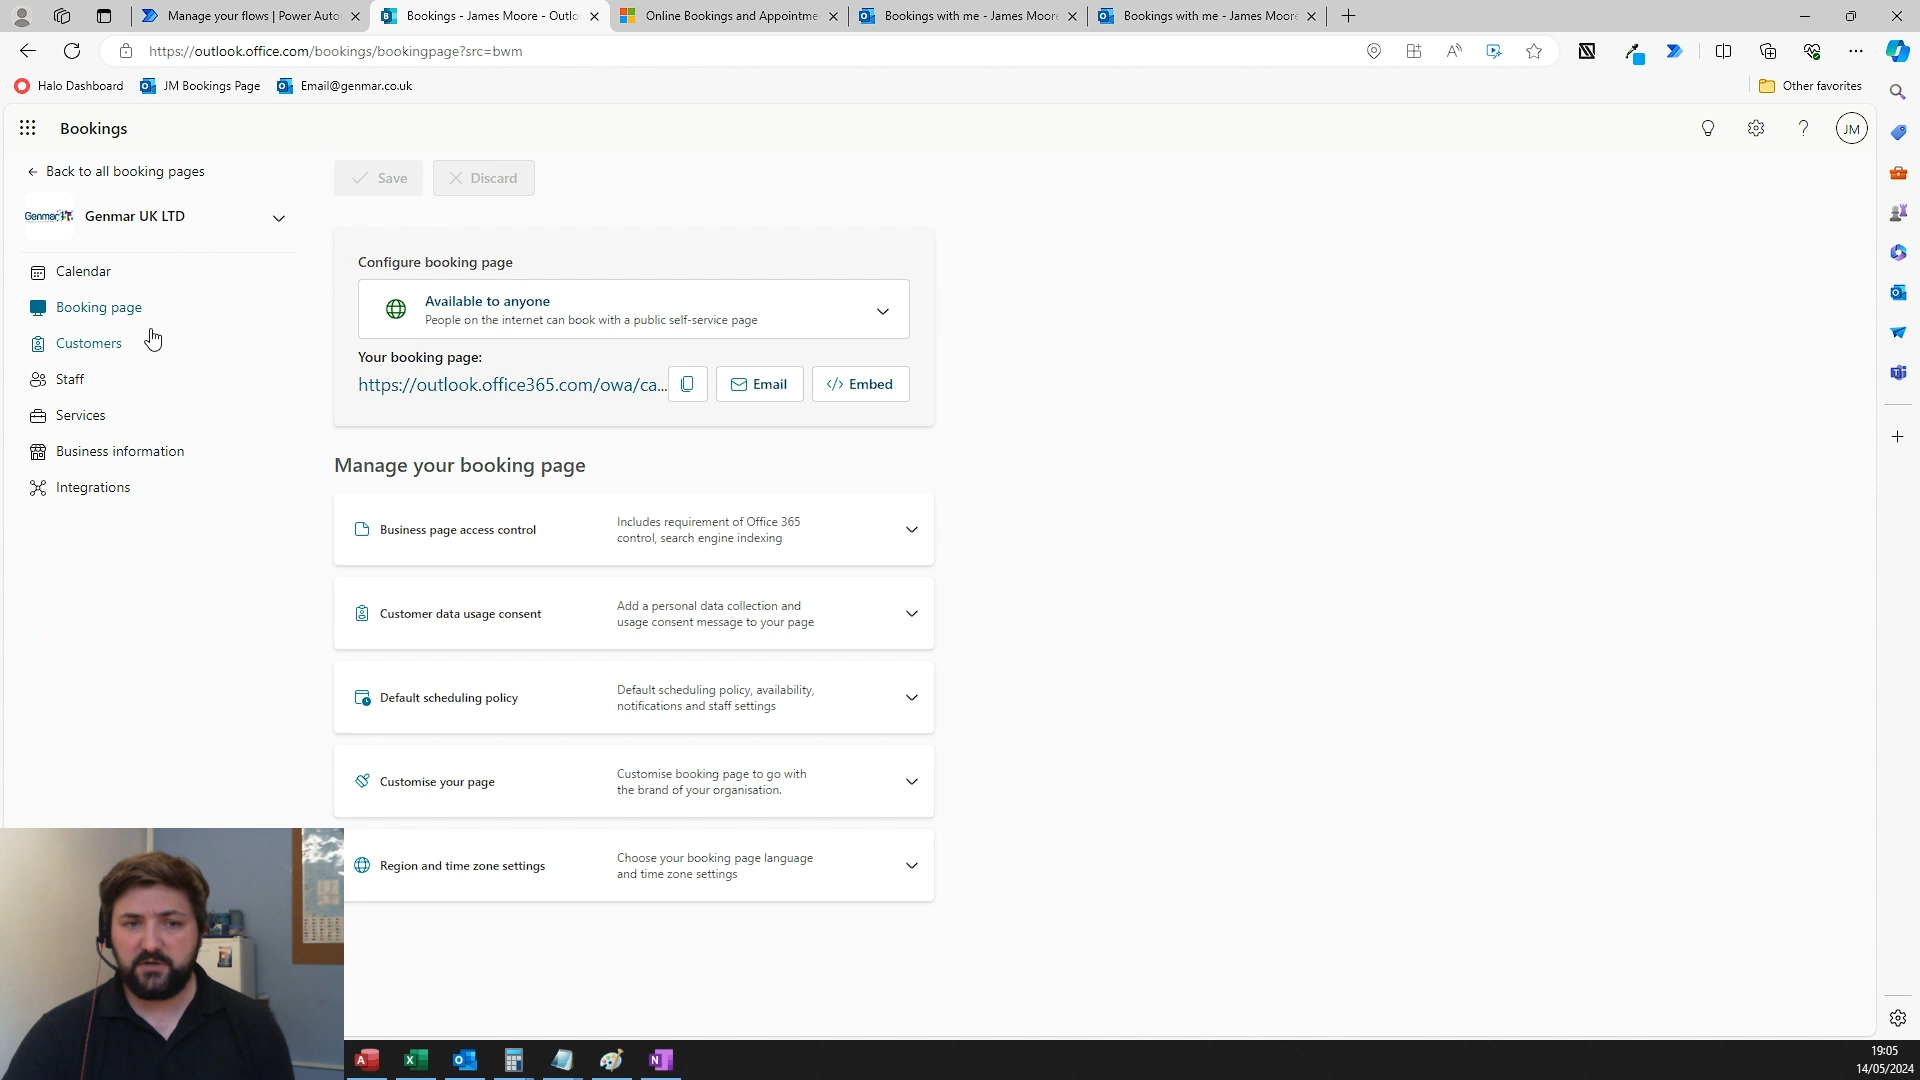 Manage your flows | Power Auto
Bookings - James Moore - Outlo
Online Bookings and Appointme
Bookings with me - James Moore
Bookings with me - James Moore
https://outlook.office.com/bookings/bookingpage?src=bwm
Halo Dashboard
JM Bookings Page
Email@genmar.co.uk
Other favorites
Bookings
JM
Back to all booking pages
Save
Discard
Genmar IT
Genmar UK LTD
Calendar
Booking page
Customers
Staff
Services
Business information
Integrations
Configure booking page
Available to anyone
People on the internet can book with a public self-service page
Your booking page:
https://outlook.office365.com/owa/ca...
Email
</> Embed
Manage your booking page
Business page access control
Includes requirement of Office 365
control, search engine indexing
Customer data usage consent
Add a personal data collection and
usage consent message to your page
Default scheduling policy
Default scheduling policy, availability,
notifications and staff settings
Customise your page
Customise booking page to go with
the brand of your organisation.
Region and time zone settings
Choose your booking page language
and time zone settings
19:05
14/05/2024